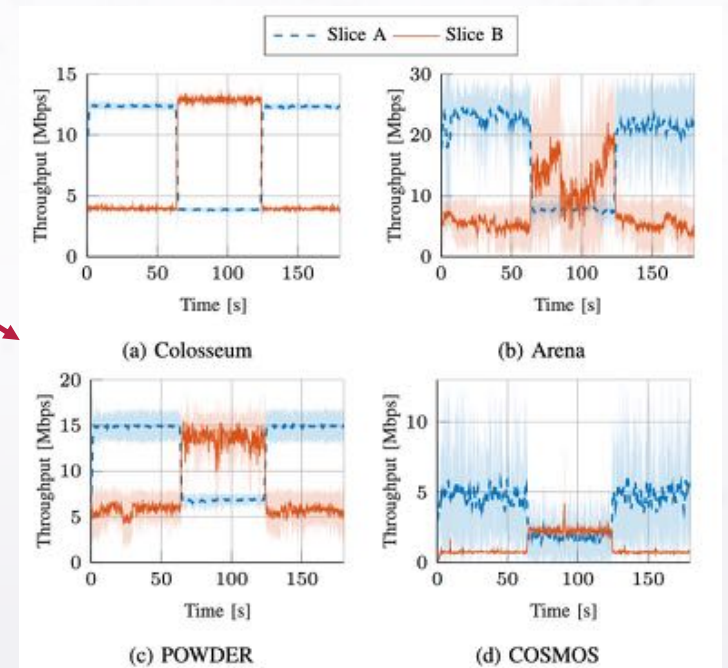 Slice A Slice B
15
10
5
0
Throughput [Mbps]
0 50 100 150
Time [s]
(a) Colosseum
30
20
10
0
Throughput [Mbps]
0 50 100 150
Time [s]
(b) Arena
20
15
10
5
0
Throughput [Mbps]
0 50 100 150
Time [s]
(c) POWDER
10
5
0
Throughput [Mbps]
0 50 100 150
Time [s]
(d) COSMOS